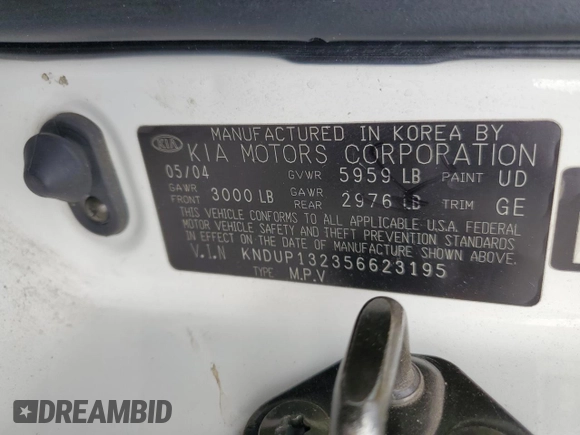 MANUFACTURED IN KOREA BY
KIA KIA MOTORS CORPORATION
05/04 GVWR 5959 LB PAINT UD
GAWR FRONT 3000 LB GAWR REAR 2976 LB TRIM GE
THIS VEHICLE CONFORMS TO ALL APPLICABLE U.S.A. FEDERAL
MOTOR VEHICLE SAFETY AND THEFT PREVENTION STANDARDS
IN EFFECT ON THE DATE OF MANUFACTURE SHOWN ABOVE.
V.I.N KNDUP132356623195
TYPE M.P.V
DREAMBID